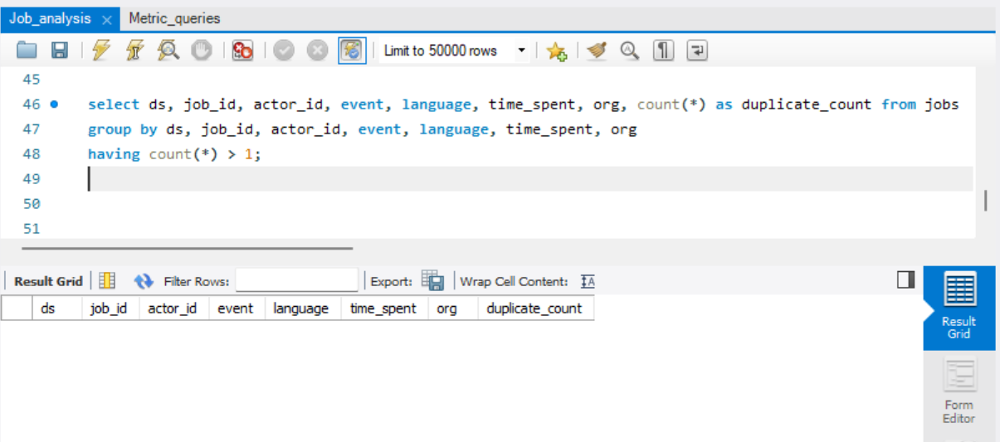 Job_analysis × Metric_queries
Limit to 50000 rows
45
46 select ds, job_id, actor_id, event, language, time_spent, org, count(*) as duplicate_count from jobs
47 group by ds, job_id, actor_id, event, language, time_spent, org
48 having count(*) > 1;
49
50
51
Result Grid Filter Rows: Export: Wrap Cell Content:
ds job_id actor_id event language time_spent org duplicate_count
Result
Grid
Form
Editor